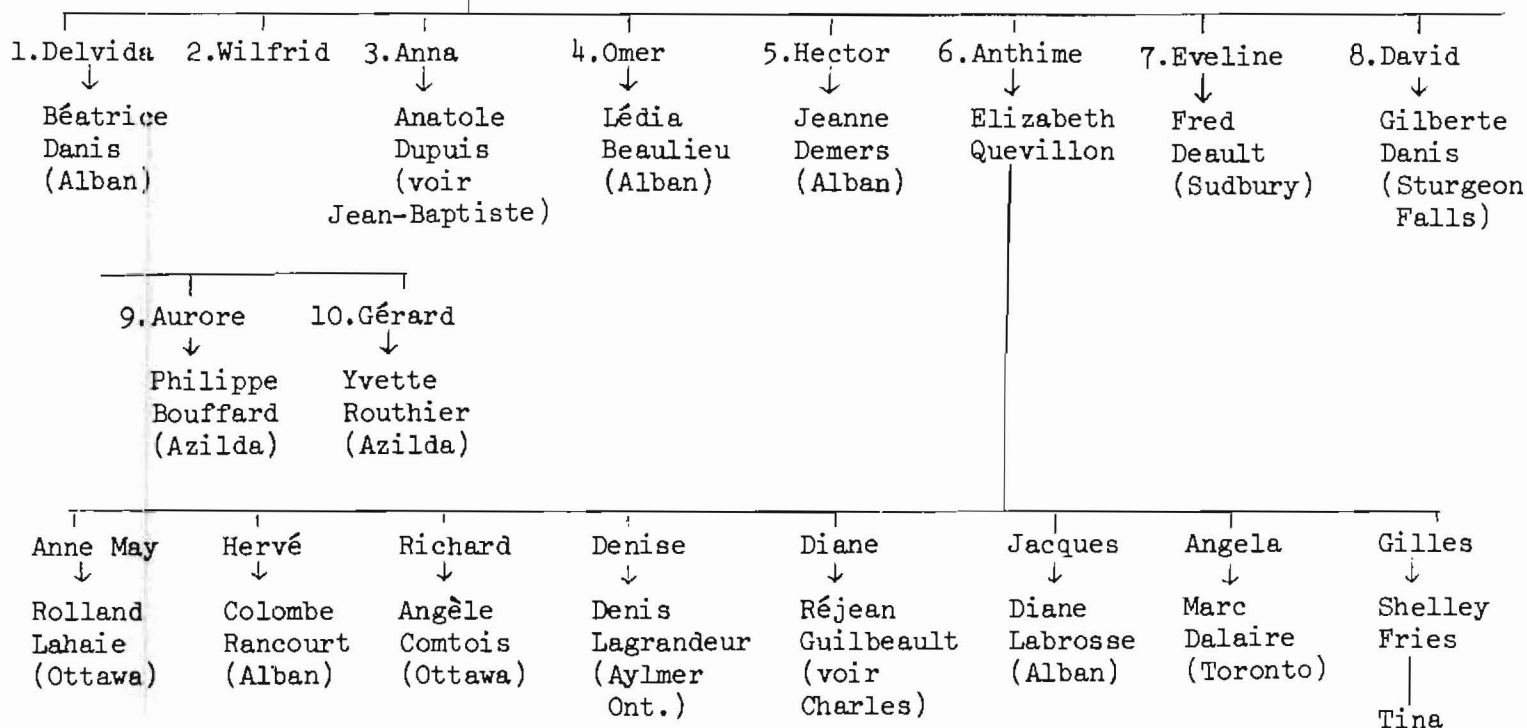 1.Delvida 2.Wilfrid 3.Anna 4.Omer 5.Hector 6.Anthime 7.Eveline 8.David
↓ ↓ ↓ ↓ ↓ ↓ ↓
Béatrice Anatole Lédia Jeanne Elizabeth Fred Gilberte
Danis Dupuis Beaulieu Demers Quevillon Deault Danis
(Alban) (voir (Alban) (Alban) (Sudbury) (Sturgeon
Jean-Baptiste) Falls)
9.Aurore 10.Gérard
↓ ↓
Philippe Yvette
Bouffard Routhier
(Azilda) (Azilda)
Anne May Hervé Richard Denise Diane Jacques Angela Gilles
↓ ↓ ↓ ↓ ↓ ↓ ↓ ↓
Rolland Colombe Angèle Denis Réjean Diane Marc Shelley
Lahaie Rancourt Comtois Lagrandeur Guilbeault Labrosse Dalaire Fries
(Ottawa) (Alban) (Ottawa) (Aylmer (voir (Alban) (Toronto)
Ont.) Charles)
Tina